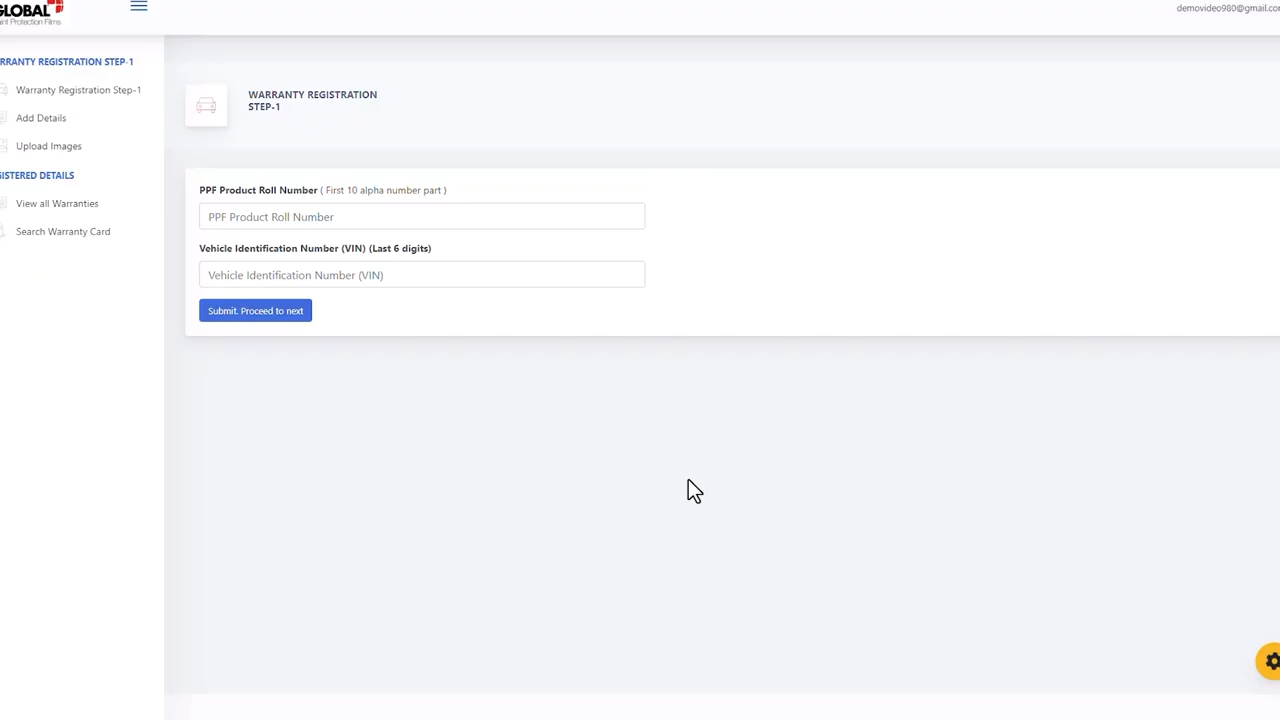 GLOBAL
int Protection Films
demovideo980@gmail.com
RRANTY REGISTRATION STEP-1
Warranty Registration Step-1
Add Details
Upload Images
ISTERED DETAILS
View all Warranties
Search Warranty Card
WARRANTY REGISTRATION
STEP-1
PPF Product Roll Number ( First 10 alpha number part )
PPF Product Roll Number
Vehicle Identification Number (VIN) (Last 6 digits)
Vehicle Identification Number (VIN)
Submit. Proceed to next